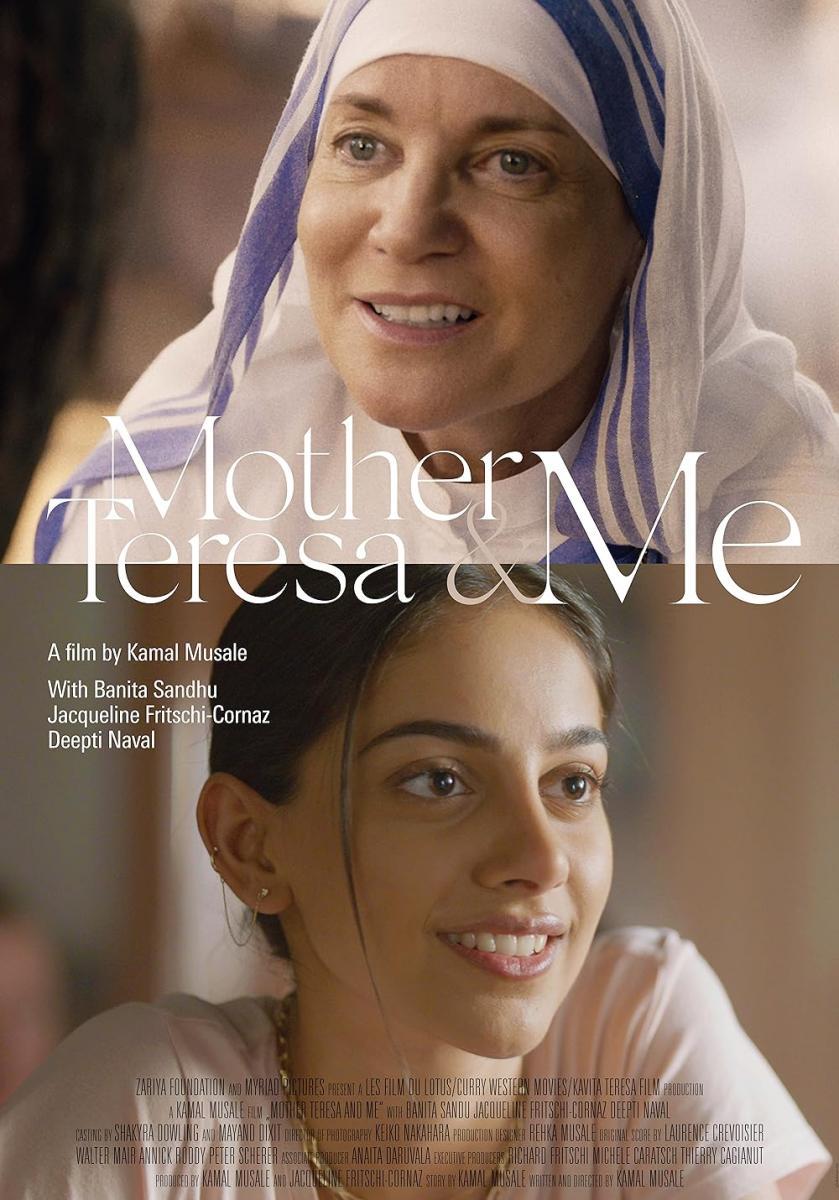 Mother
Teresa & Me
A film by Kamal Musale
With Banita Sandhu
Jacqueline Fritschi-Cornaz
Deepti Naval
ZARIYA FOUNDATION AND MYRIAD PICTURES PRESENT A LES FILM DU LOTUS/CURRY WESTERN MOVIES/KAVITA TERESA FILM PRODUCTION
A KAMAL MUSALE FILM „MOTHER TERESA AND ME" WITH BANITA SANDU JACQUELINE FRITSCHI-CORNAZ DEEPTI NAVAL
CASTING BY SHAKYRA DOWLING AND MAYAND DIXIT DIRECTOR OF PHOTOGRAPHY KEIKO NAKAHARA PRODUCTION DESIGNER REHKA MUSALE ORIGINAL SCORE BY LAURENCE CREVOISIER
WALTER MAIR ANNICK RODDY PETER SCHERER ASSOCIATE PRODUCER ANAITA DARUVALA EXECUTIVE PRODUCERS RICHARD FRITSCHI MICHELE CARATSCH THIERRY CAGIANUT
PRODUCED BY KAMAL MUSALE AND JACQUELINE FRITSCHI-CORNAZ STORY BY KAMAL MUSALE WRITTEN AND DIRECTED BY KAMAL MUSALE